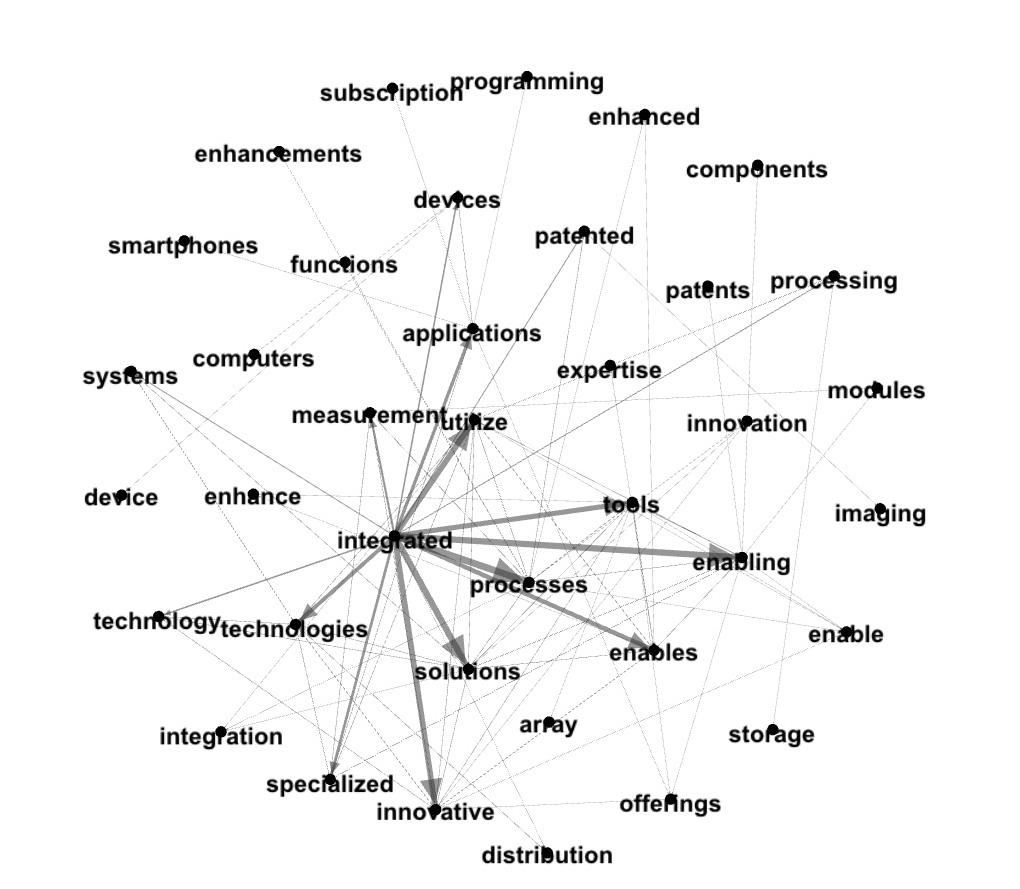 programming
subscription
enhanced
enhancements
components
devices
patented
smartphones
functions
processing
patents
applications
computers
expertise
systems
modules
measurement
utilize
innovation
device
enhance
tools
imaging
integrated
enabling
processes
technology
technologies
enable
enables
solutions
array
storage
integration
specialized
offerings
innovative
distribution